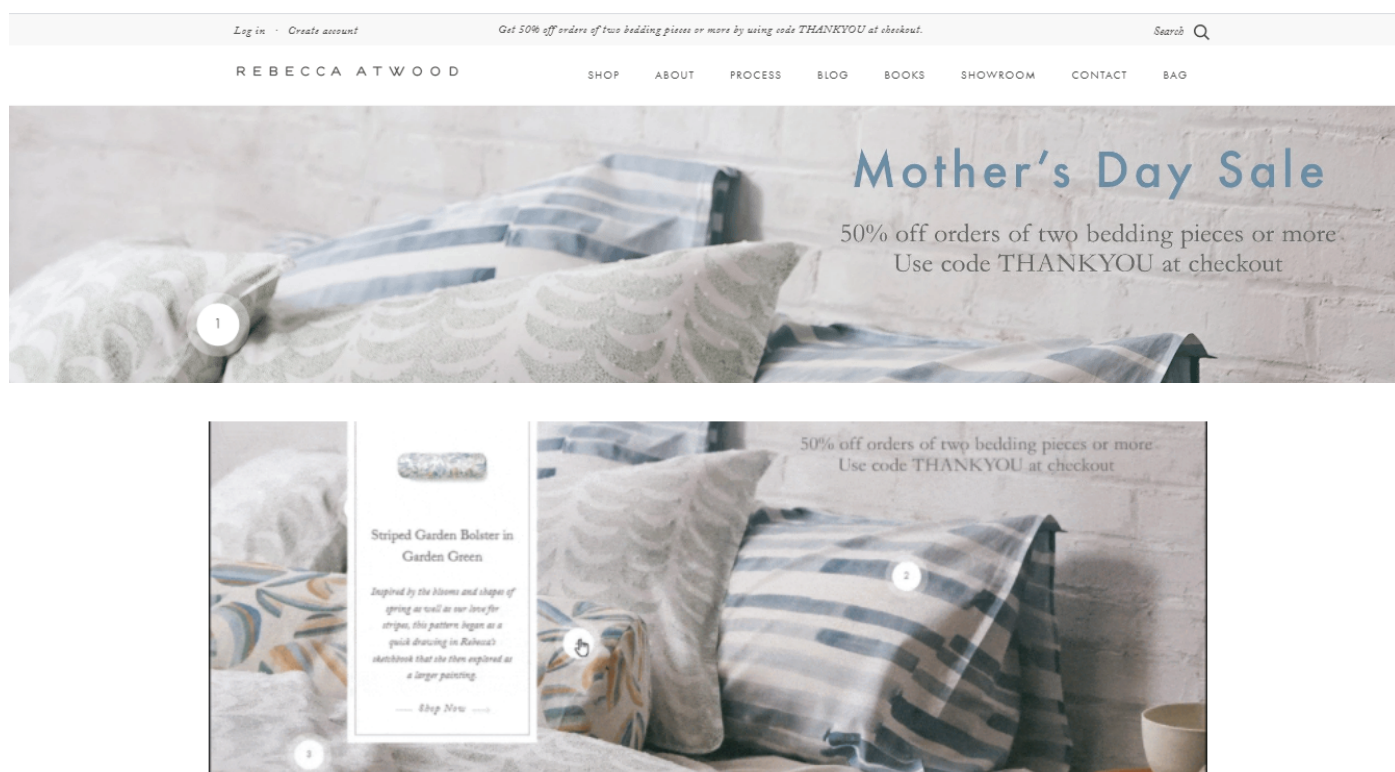 Log in · Create account
Get 50% off orders of two bedding pieces or more by using code THANKYOU at checkout.
Search
REBECCA ATWOOD
SHOP ABOUT PROCESS BLOG BOOKS SHOWROOM CONTACT BAG
Mother's Day Sale
50% off orders of two bedding pieces or more
Use code THANKYOU at checkout
1
50% off orders of two bedding pieces or more
Use code THANKYOU at checkout
Striped Garden Bolster in
Garden Green
Inspired by the blooms and shapes of
spring as well as our love for
stripes, this pattern began as a
quick drawing in Rebecca's
sketchbook that she then explored as
a larger painting.
Shop Now
2
3